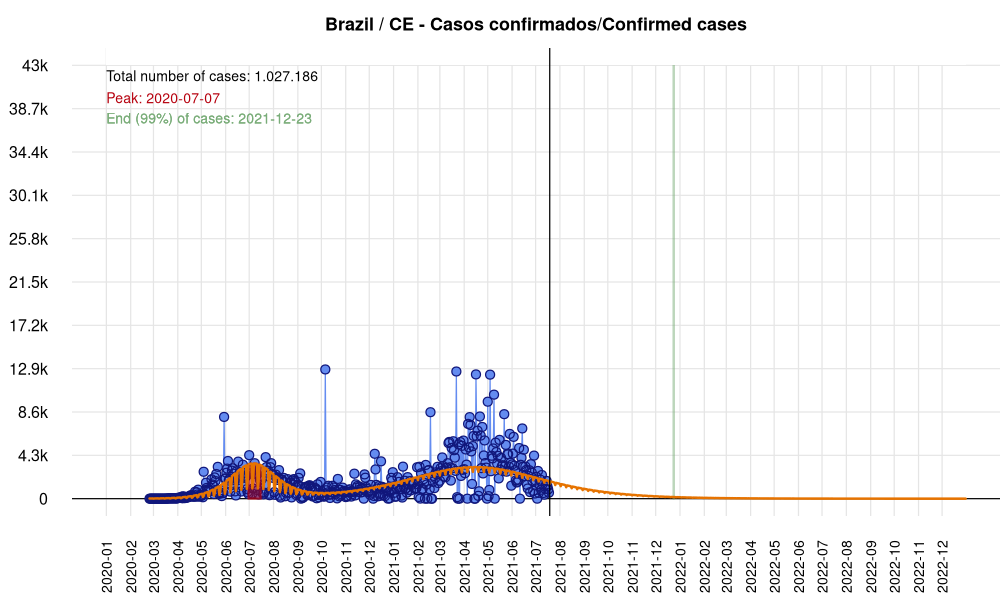 Brazil / CE - Casos confirmados/Confirmed cases
Total number of cases: 1.027.186
Peak: 2020-07-07
End (99%) of cases: 2021-12-23
43k
38.7k
34.4k
30.1k
25.8k
21.5k
17.2k
12.9k
8.6k
4.3k
0
2020-01
2020-02
2020-03
2020-04
2020-05
2020-06
2020-07
2020-08
2020-09
2020-10
2020-11
2020-12
2021-01
2021-02
2021-03
2021-04
2021-05
2021-06
2021-07
2021-08
2021-09
2021-10
2021-11
2021-12
2022-01
2022-02
2022-03
2022-04
2022-05
2022-06
2022-07
2022-08
2022-09
2022-10
2022-11
2022-12